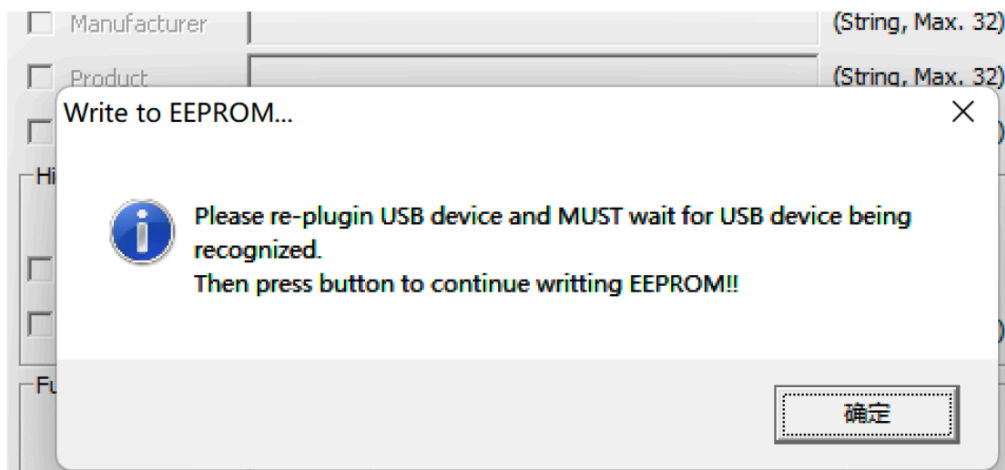 Manufacturer
(String, Max. 32)
Product
(String, Max. 32)
Write to EEPROM...
Please re-plugin USB device and MUST wait for USB device being
recognized.
Then press button to continue writting EEPROM!!
确定